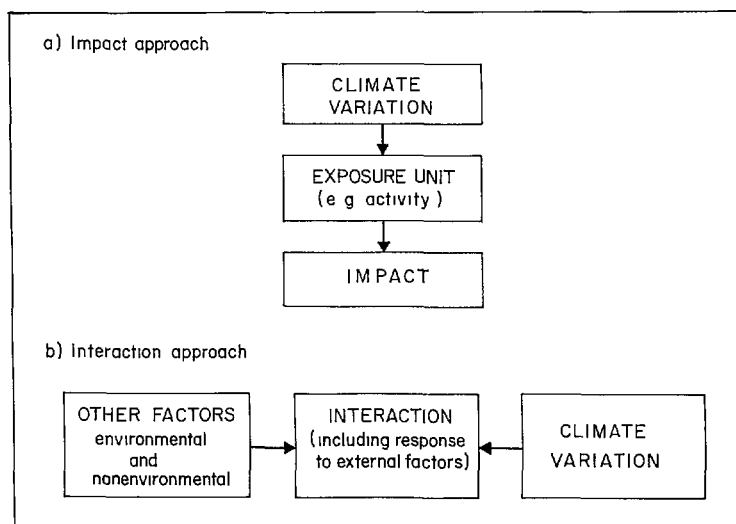 a) Impact approach
CLIMATE
VARIATION
EXPOSURE UNIT
(e g activity)
IMPACT
b) Interaction approach
OTHER FACTORS
environmental
and
nonenvironmental
INTERACTION
(including response
to external factors)
CLIMATE
VARIATION